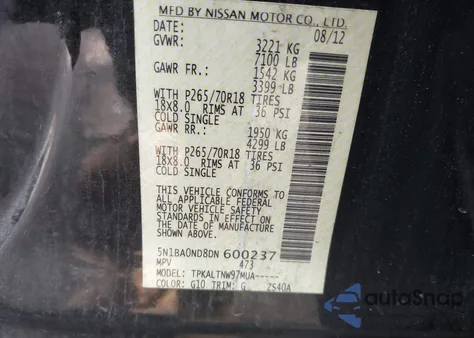 MFD BY NISSAN MOTOR CO., LTD.
DATE: 08/12
GVWR: 3221 KG
7100 LB
GAWR FR.: 1542 KG
3399 LB
WITH P265/70R18 TIRES
18x8.0 RIMS AT 36 PSI
COLD SINGLE
GAWR RR.: 1950 KG
4299 LB
WITH P265/70R18 TIRES
18x8.0 RIMS AT 36 PSI
COLD SINGLE
THIS VEHICLE CONFORMS TO
ALL APPLICABLE FEDERAL
MOTOR VEHICLE SAFETY
STANDARDS IN EFFECT ON THE
DATE OF MANUFACTURE SHOWN
ABOVE.
5N1BA0ND8DN 600237
MPV 473
MODEL: TPKALTNW97MUA-----
COLOR: G10 TRIM: G ZS40A
autoSnap